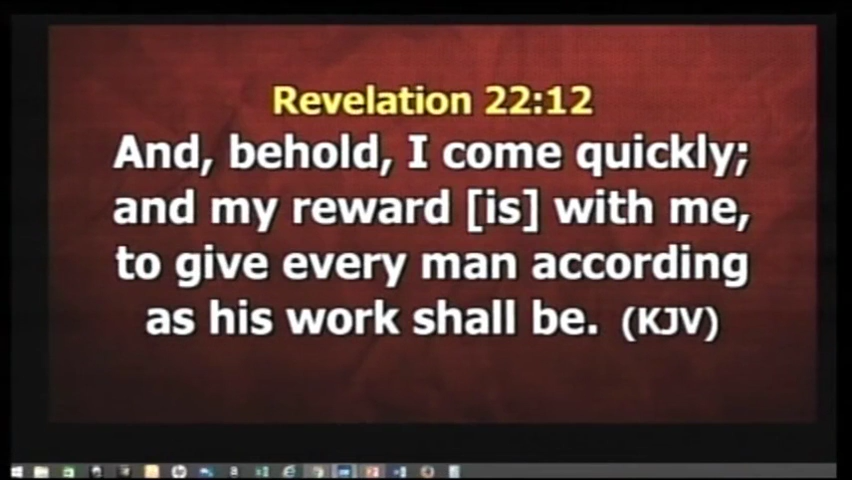 Revelation 22:12
And, behold, I come quickly;
and my reward [is] with me,
to give every man according
as his work shall be. (KJV)